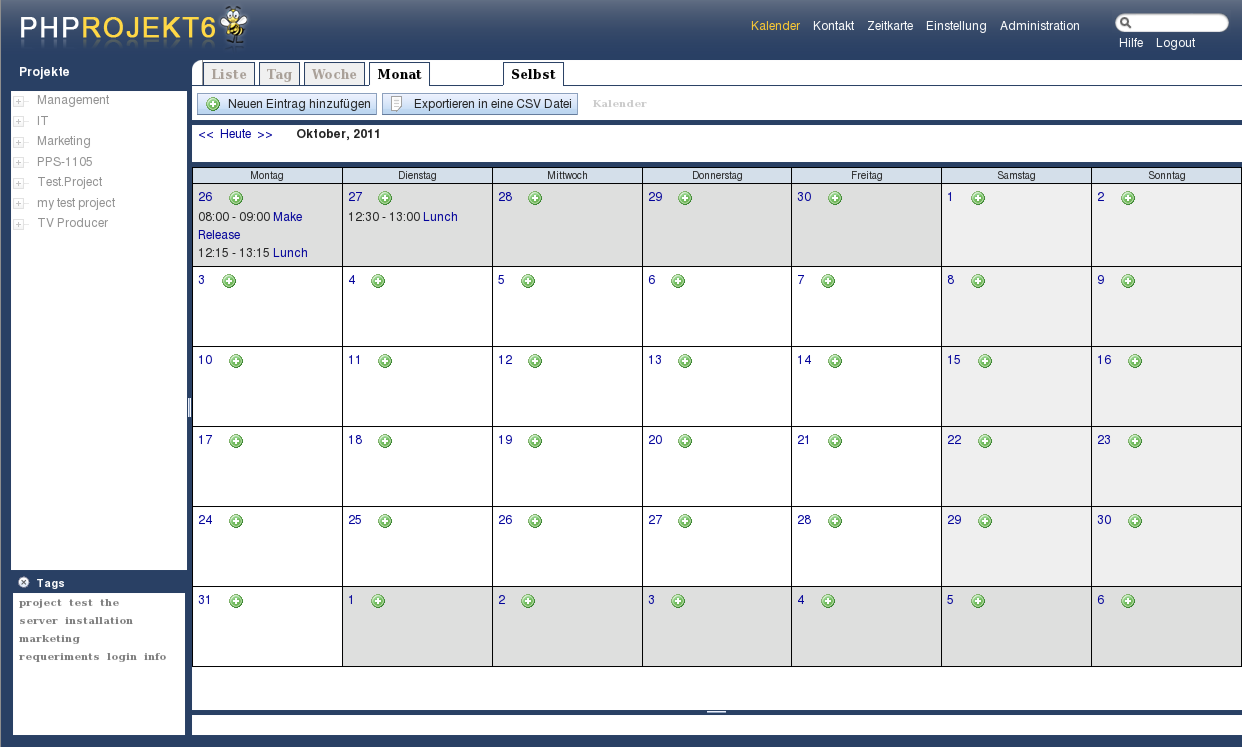 PHPROJEKT6
Kalender Kontakt Zeitkarte Einstellung Administration
Hilfe Logout
Projekte
Management
IT
Marketing
PPS-1105
Test.Project
my test project
TV Producer
Tags
project test the
server installation
marketing
requeriments login info
Liste Tag Woche Monat Selbst
Neuen Eintrag hinzufügen Exportieren in eine CSV Datei Kalender
<< Heute >> Oktober, 2011
Montag Dienstag Mittwoch Donnerstag Freitag Samstag Sonntag
26 27 28 29 30 1 2
08:00 - 09:00 Make 12:30 - 13:00 Lunch
Release
12:15 - 13:15 Lunch
3 4 5 6 7 8 9
10 11 12 13 14 15 16
17 18 19 20 21 22 23
24 25 26 27 28 29 30
31 1 2 3 4 5 6